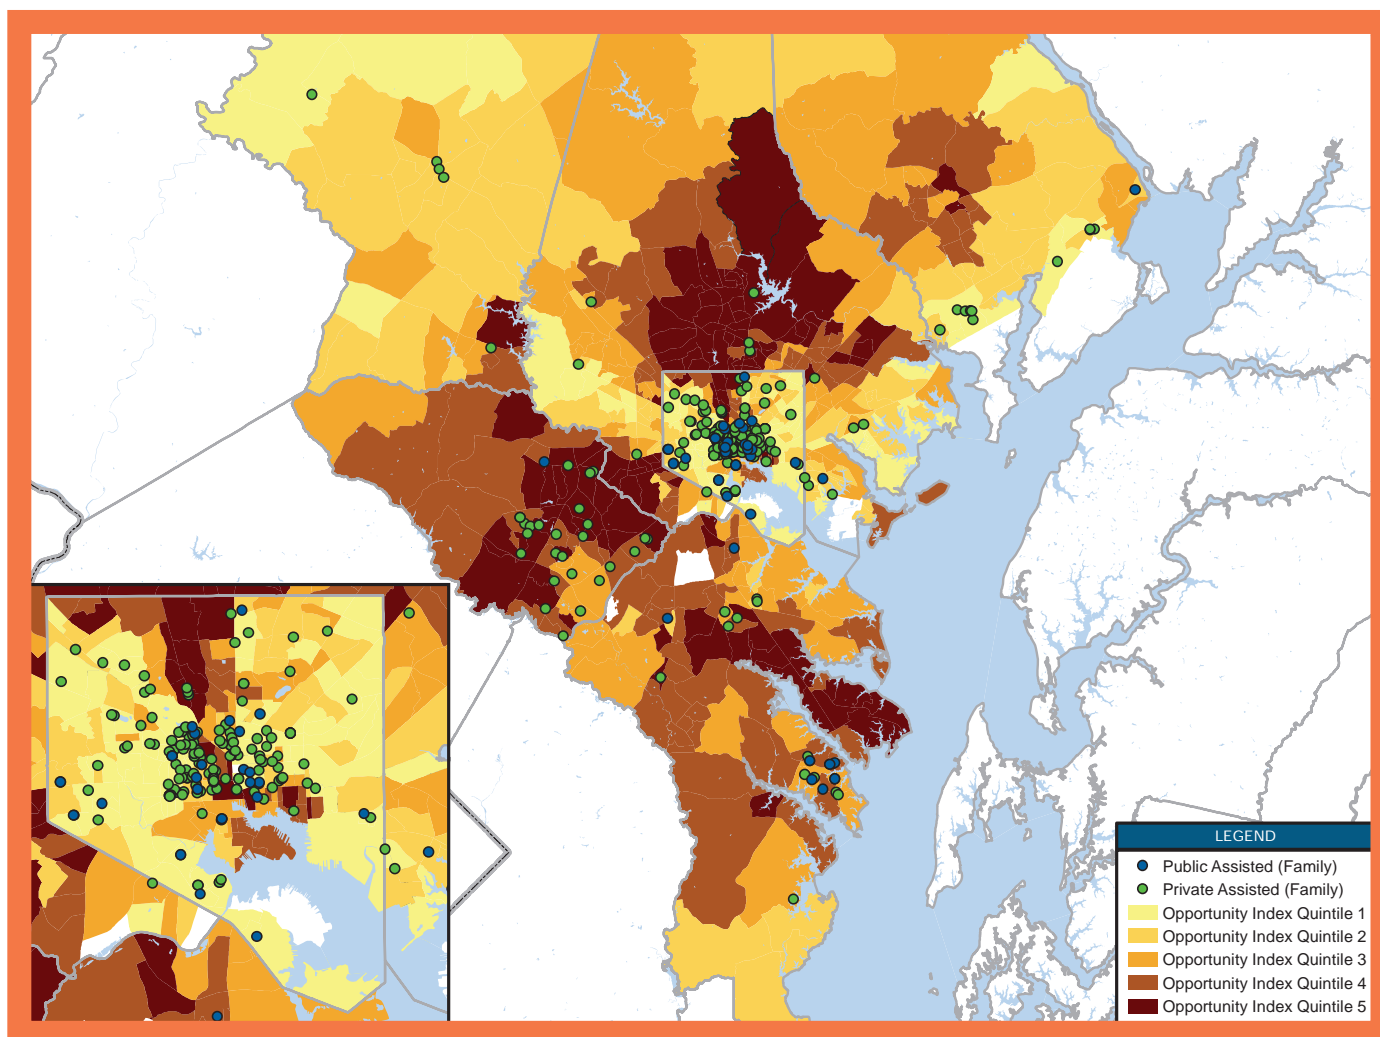 LEGEND
Public Assisted (Family)
Private Assisted (Family)
Opportunity Index Quintile 1
Opportunity Index Quintile 2
Opportunity Index Quintile 3
Opportunity Index Quintile 4
Opportunity Index Quintile 5